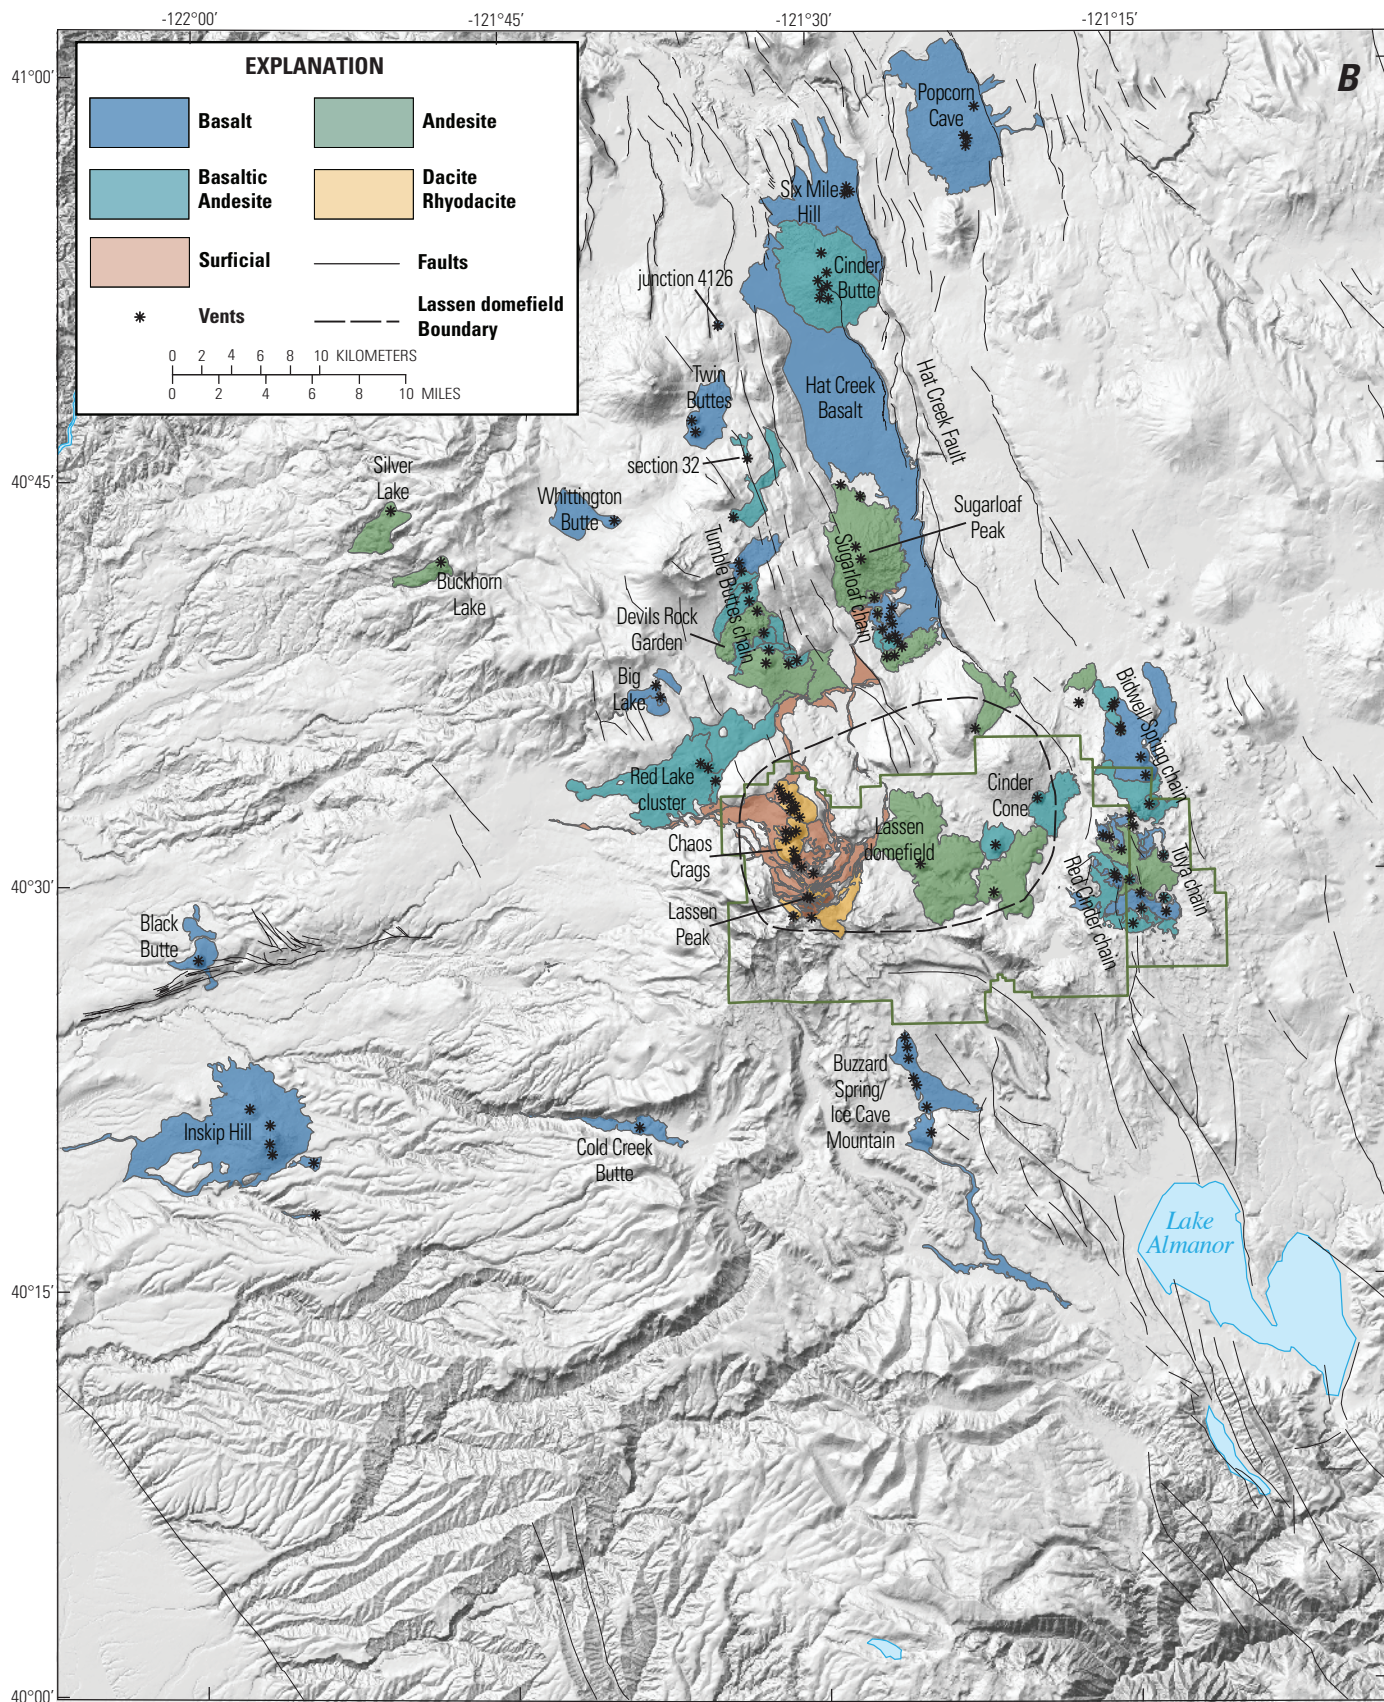 -122°00′
-121°45′
-121°30′
-121°15′
41°00′
40°45′
40°30′
40°15′
40°00′
B
EXPLANATION
Basalt
Andesite
Basaltic
Andesite
Dacite
Rhyodacite
Surficial
Faults
Vents
Lassen domefield
Boundary
0 2 4 6 8 10 KILOMETERS
0 2 4 6 8 10 MILES
Popcorn
Cave
Six Mile
Hill
Cinder
Butte
junction 4126
Twin
Buttes
Hat Creek
Basalt
Hat Creek Fault
section 32
Silver
Lake
Whittington
Butte
Sugarloaf
Peak
Buckhorn
Lake
Tumble Buttes chain
Sugarloaf chain
Devils Rock
Garden
Big
Lake
Bidwell Spring chain
Red Lake
cluster
Cinder
Cone
Chaos
Crags
Lassen
domefield
Lassen
Peak
Red Cinder chain
Tuya chain
Black
Butte
Buzzard
Spring/
Ice Cave
Mountain
Inskip Hill
Cold Creek
Butte
Lake
Almanor